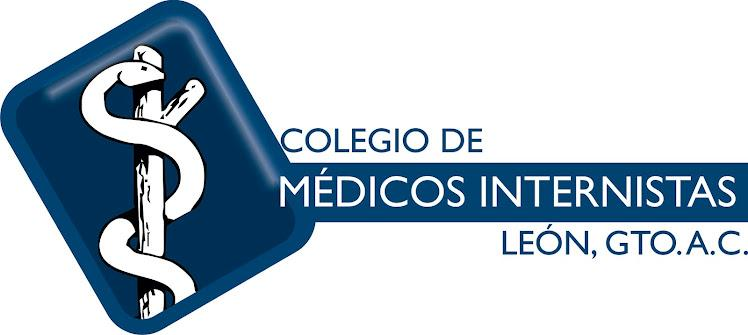 COLEGIO DE
MÉDICOS INTERNISTAS
LEÓN, GTO. A.C.